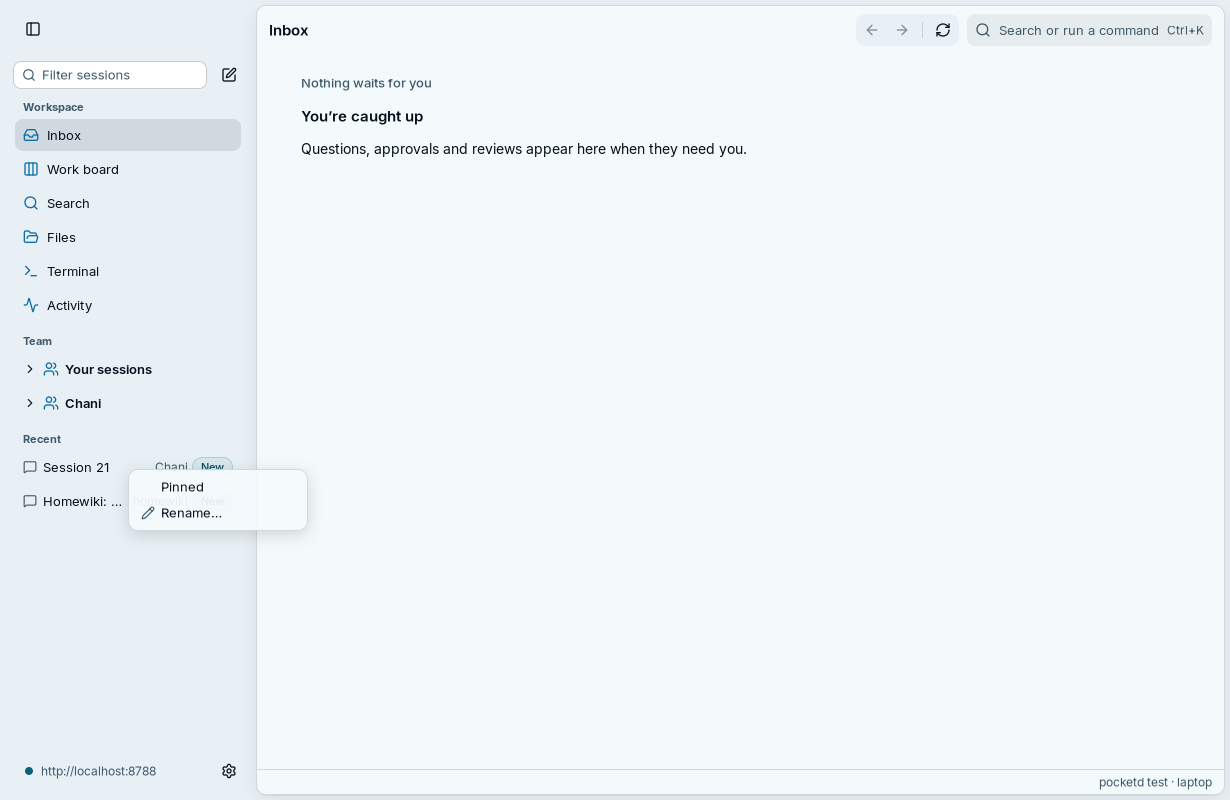 Inbox
Search or run a command Ctrl+K
Filter sessions
Workspace
Inbox
Work board
Search
Files
Terminal
Activity
Team
Your sessions
Chani
Recent
Session 21 Chani New
Homewiki: ... homewiki New
Pinned
Rename...
http://localhost:8788
Nothing waits for you
You’re caught up
Questions, approvals and reviews appear here when they need you.
pocketd test · laptop